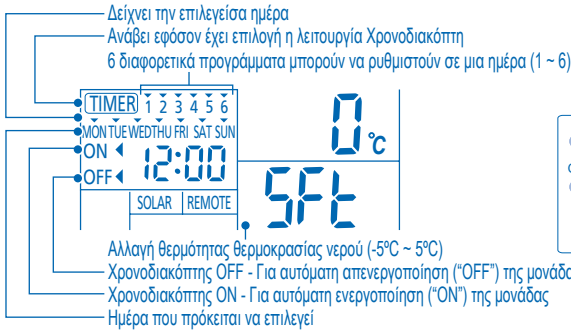 Δείχνει την επιλεγείσα ημέρα
Ανάβει εφόσον έχει επιλογή η λειτουργία Χρονοδιακόπτη
6 διαφορετικά προγράμματα μπορούν να ρυθμιστούν σε μια ημέρα (1 ~ 6)
TIMER 1 2 3 4 5 6
MON TUE WED THU FRI SAT SUN
ON
12:00
OFF
0 °C
SOLAR REMOTE
.SFt
Αλλαγή θερμότητας θερμοκρασίας νερού (-5ºC ~ 5ºC)
Χρονοδιακόπτης OFF - Για αυτόματη απενεργοποίηση (“OFF”) της μονάδας
Χρονοδιακόπτης ON - Για αυτόματη ενεργοποίηση (“ON”) της μονάδας
Ημέρα που πρόκειται να επιλεγεί